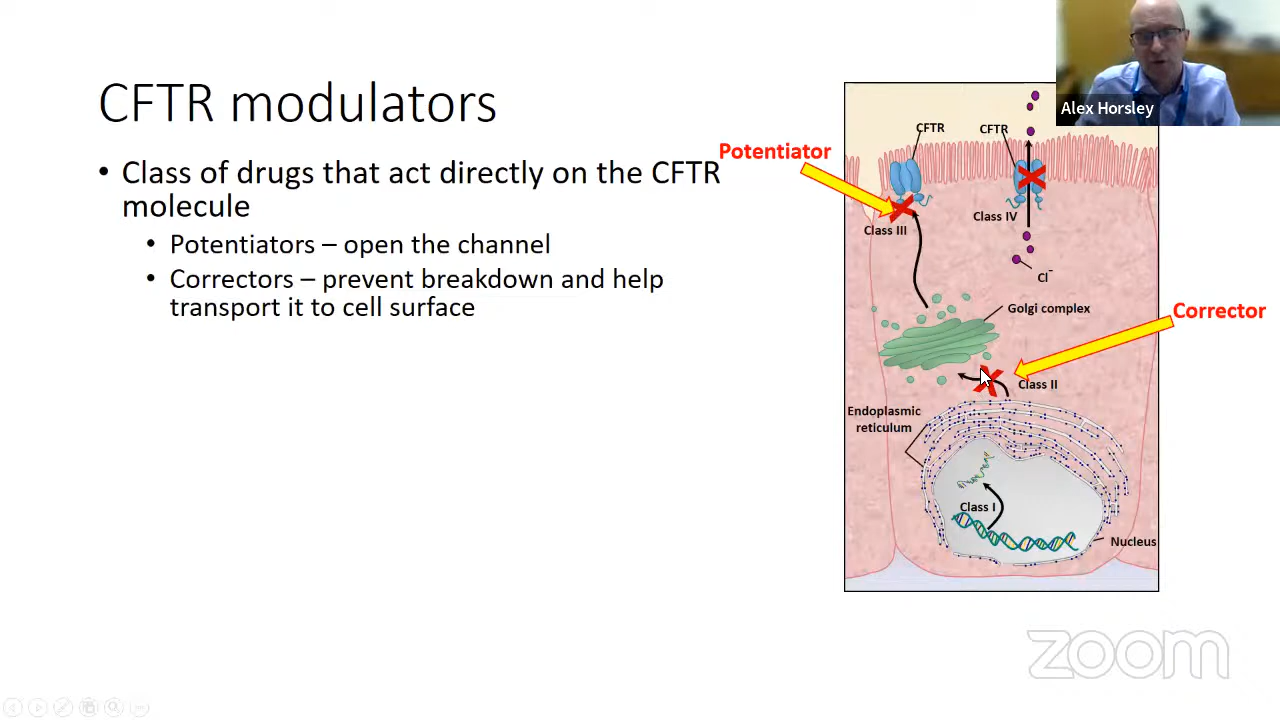 CFTR modulators
• Class of drugs that act directly on the CFTR
molecule
• Potentiators – open the channel
• Correctors – prevent breakdown and help
transport it to cell surface
Alex Horsley
Potentiator
CFTR
CFTR
Class III
Class IV
Cl⁻
Golgi complex
Corrector
Class II
Endoplasmic
reticulum
Class I
Nucleus
zoom